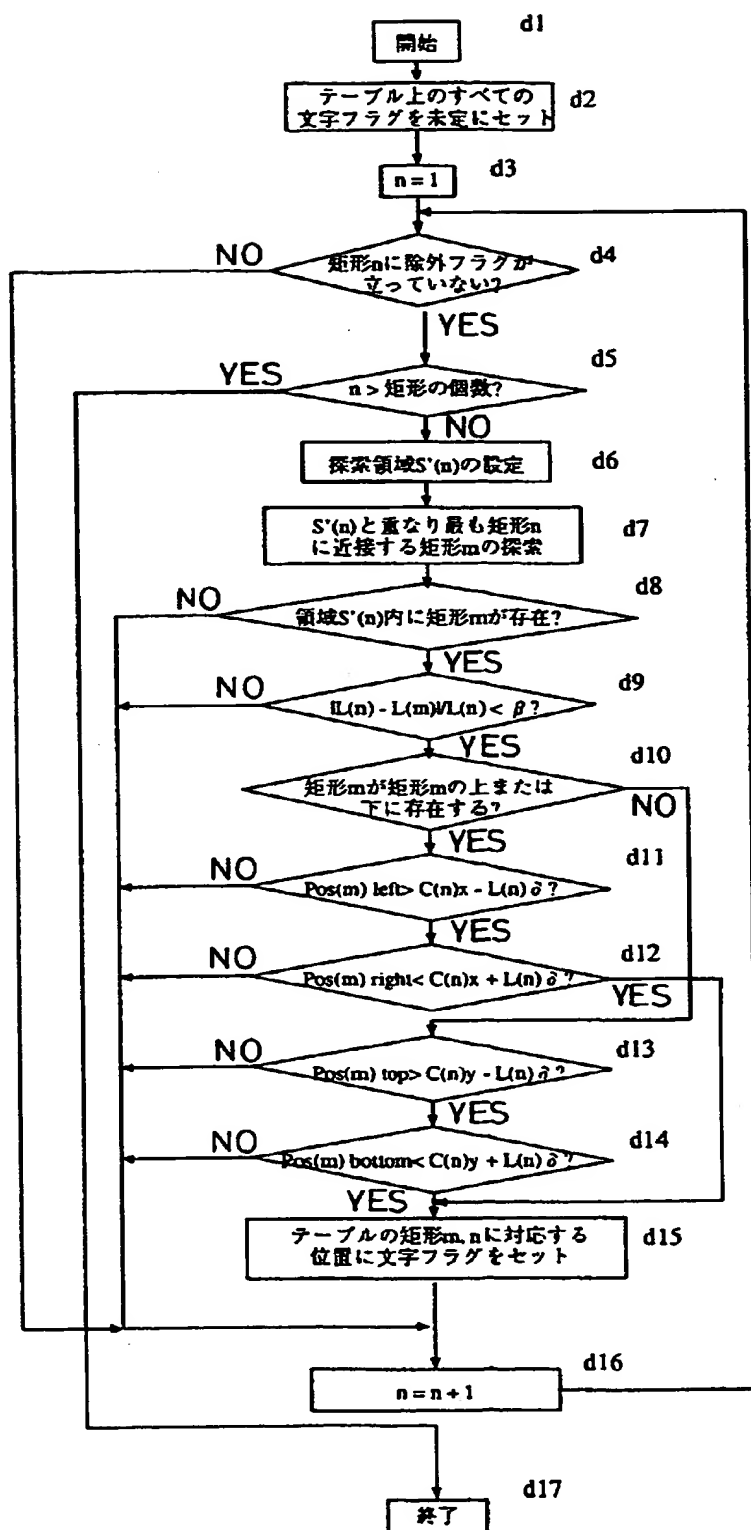 d1
開始
d2
テーブル上のすべての
文字フラグを未定にセット
d3
n = 1
d4
NO
矩形nに除外フラグが
立っていない?
YES
d5
YES
n > 矩形の個数?
NO
d6
探索領域S'(n)の設定
d7
S'(n)と重なり最も矩形n
に近接する矩形mの探索
d8
NO
領域S'(n)内に矩形mが存在?
YES
d9
NO
|L(n) - L(m)|/L(n) < β ?
YES
d10
矩形mが矩形mの上または
下に存在する?
NO
YES
d11
NO
Pos(m) left> C(n)x - L(n) δ ?
YES
d12
NO
Pos(m) right< C(n)x + L(n) δ ?
YES
d13
NO
Pos(m) top> C(n)y - L(n) δ ?
YES
d14
NO
Pos(m) bottom< C(n)y + L(n) δ ?
YES
d15
テーブルの矩形m, nに対応する
位置に文字フラグをセット
d16
n = n + 1
d17
終了